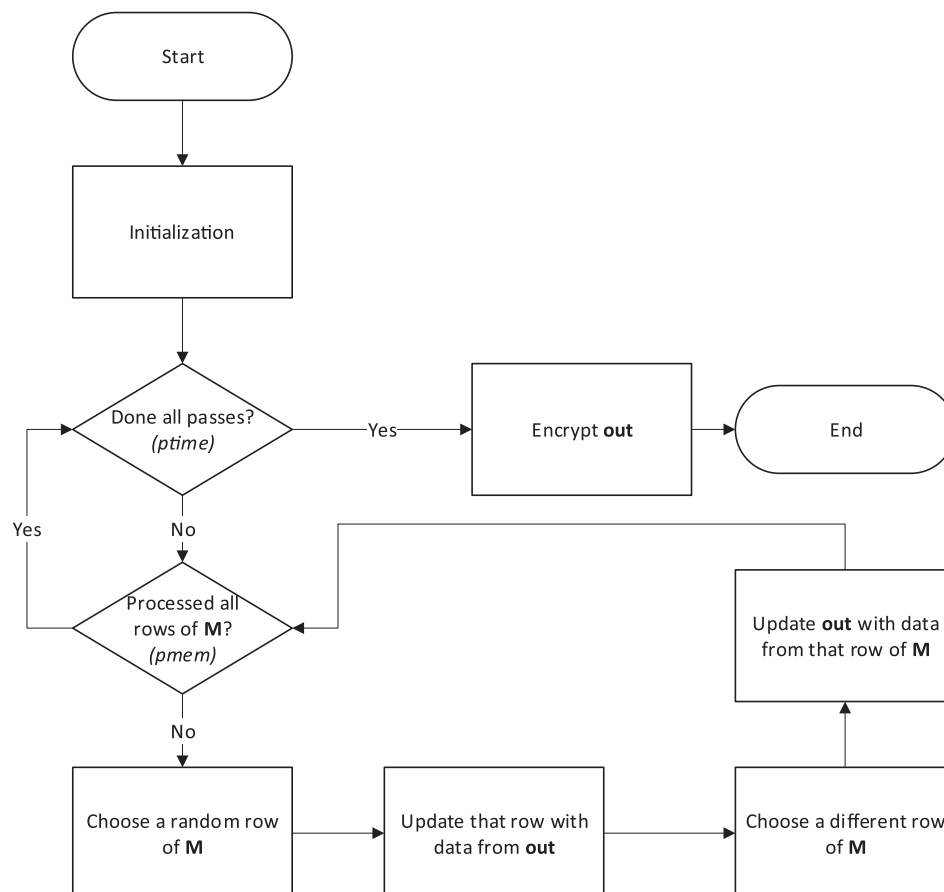 Start
Initialization
Done all passes?
(ptime)
Yes
Encrypt out
End
Yes
No
Processed all
rows of M?
(pmem)
Update out with data
from that row of M
No
Choose a random row
of M
Update that row with
data from out
Choose a different row
of M